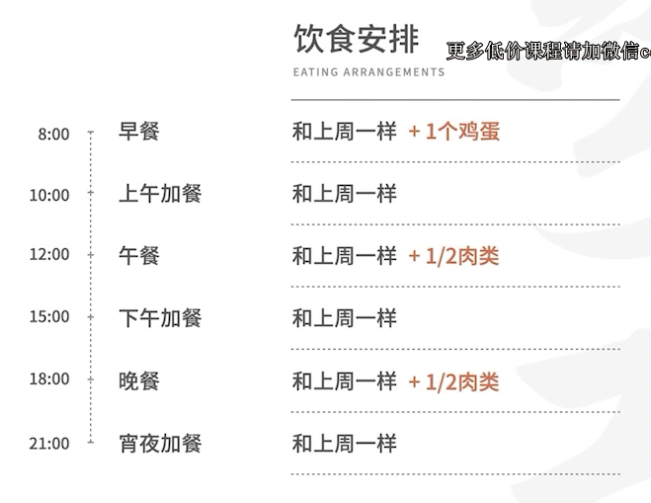 饮食安排
更多低价课程请加微信c
EATING ARRANGEMENTS
8:00 早餐 和上周一样 + 1个鸡蛋
10:00 上午加餐 和上周一样
12:00 午餐 和上周一样 + 1/2肉类
15:00 下午加餐 和上周一样
18:00 晚餐 和上周一样 + 1/2肉类
21:00 宵夜加餐 和上周一样